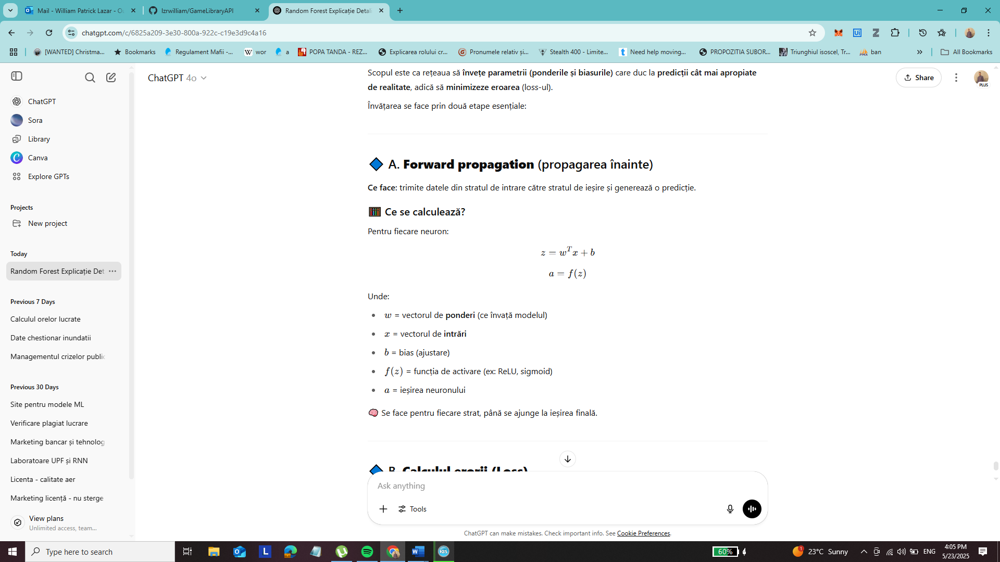 Mail - William Patrick Lazar - Ou
lzrwilliam/GameLibraryAPI
Random Forest Explicație Detali
chatgpt.com/c/6825a209-3e30-800a-922c-c19e3d9c4a16
[WANTED] Christma...
Bookmarks
Regulament Mafii -...
wor
a
POPA TANDA - REZ...
Explicarea rolului cr...
Pronumele relativ și...
Stealth 400 - Limite...
Need help moving...
PROPOZITIA SUBOR...
Triunghiul isoscel, Tr...
ban
All Bookmarks
ChatGPT
Sora
Library
Canva
Explore GPTs
Projects
New project
Today
Random Forest Explicație Det
Previous 7 Days
Calculul orelor lucrate
Date chestionar inundatii
Managementul crizelor public
Previous 30 Days
Site pentru modele ML
Verificare plagiat lucrare
Marketing bancar și tehnolog
Laboratoare UPF și RNN
Licenta - calitate aer
Marketing licență - nu sterge
View plans
Unlimited access, team...
ChatGPT 4o
Share
PLUS
Scopul este ca rețeaua să învețe parametrii (ponderile și biasurile) care duc la predicții cât mai apropiate
de realitate, adică să minimizeze eroarea (loss-ul).
Învățarea se face prin două etape esențiale:
A. Forward propagation (propagarea înainte)
Ce face: trimite datele din stratul de intrare către stratul de ieșire și generează o predicție.
Ce se calculează?
Pentru fiecare neuron:
z = w^T x + b
a = f(z)
Unde:
• w = vectorul de ponderi (ce învață modelul)
• x = vectorul de intrări
• b = bias (ajustare)
• f(z) = funcția de activare (ex: ReLU, sigmoid)
• a = ieșirea neuronului
Se face pentru fiecare strat, până se ajunge la ieșirea finală.
B. Calculul erorii (Loss)
Ask anything
Tools
ChatGPT can make mistakes. Check important info. See Cookie Preferences.
Type here to search
60%
23°C Sunny
ENG
4:05 PM
5/23/2025